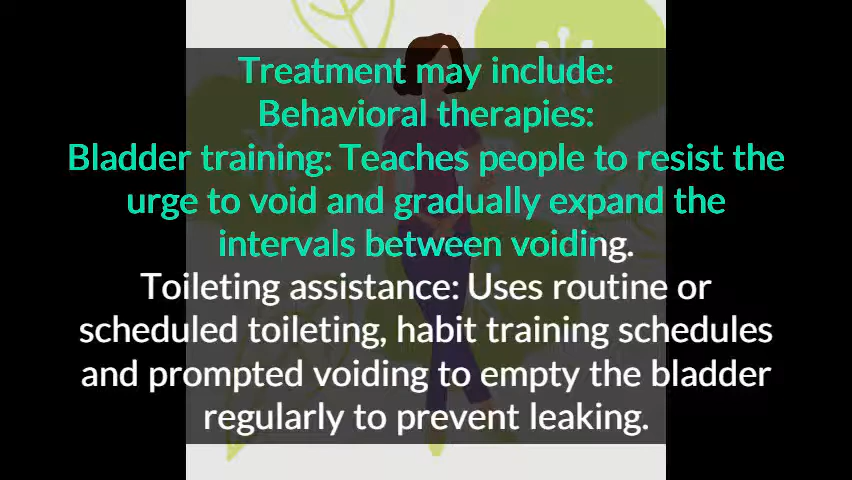 Treatment may include:
Behavioral therapies:
Bladder training: Teaches people to resist the
urge to void and gradually expand the
intervals between voiding.
Toileting assistance: Uses routine or
scheduled toileting, habit training schedules
and prompted voiding to empty the bladder
regularly to prevent leaking.